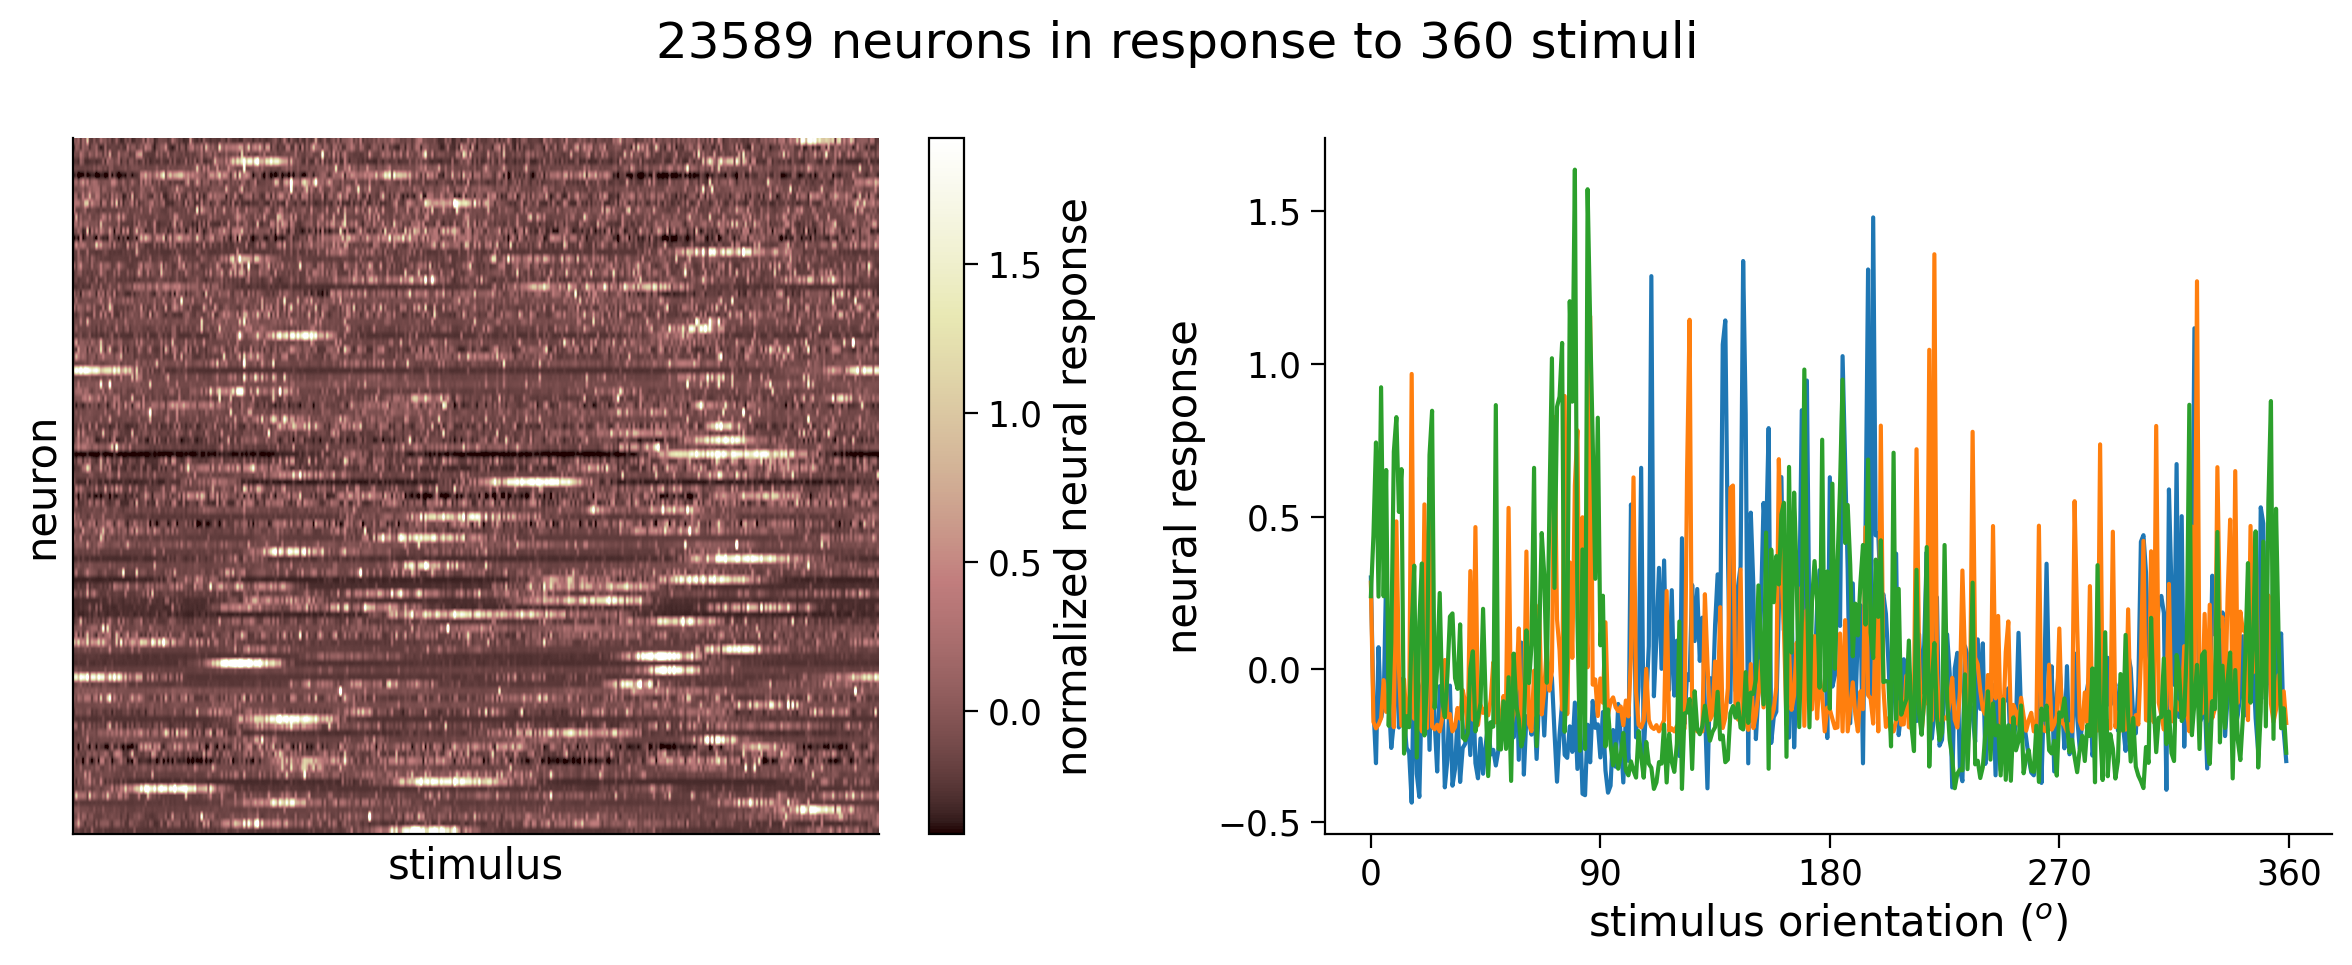 23589 neurons in response to 360 stimuli
neuron
stimulus
1.5
1.0
0.5
0.0
normalized neural response
neural response
1.5
1.0
0.5
0.0
−0.5
0 90 180 270 360
stimulus orientation (°)